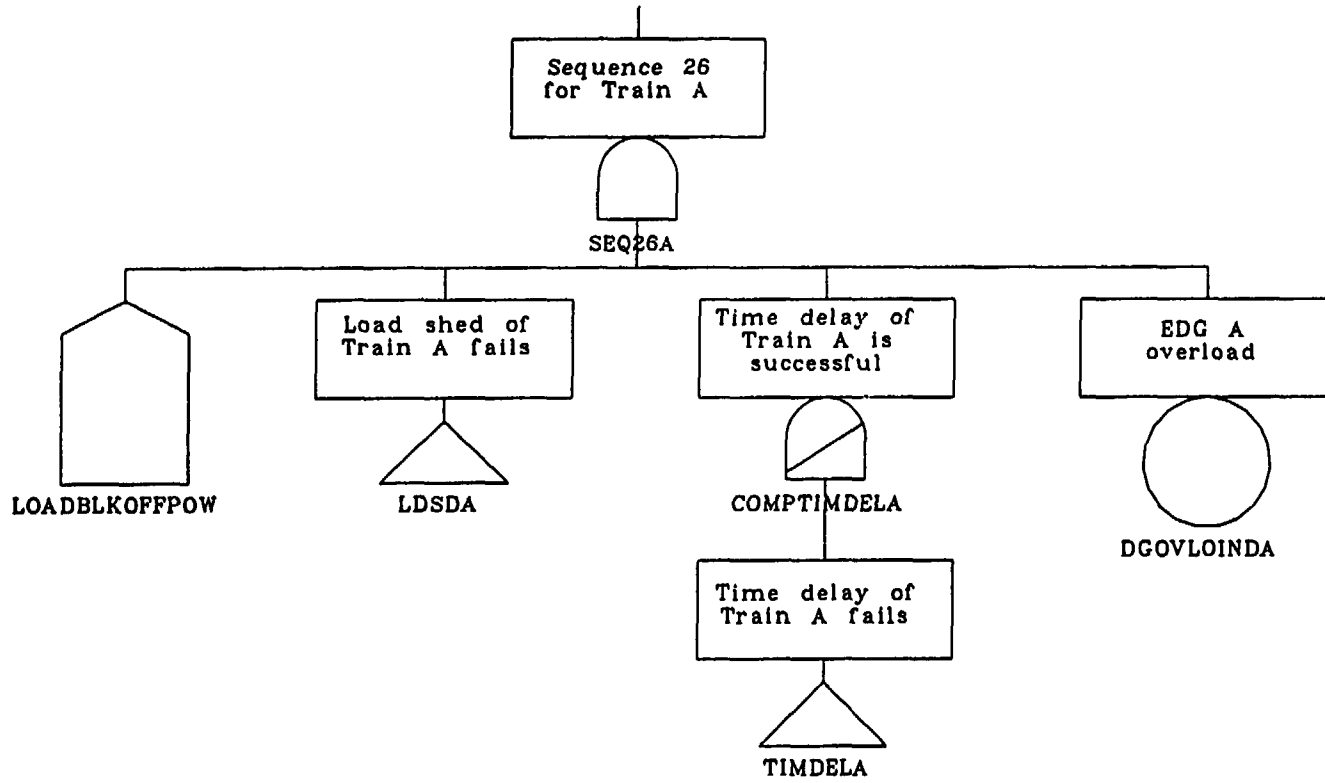 Sequence 26
for Train A
SEQ26A
Load shed of
Train A fails
Time delay of
Train A is
successful
EDG A
overload
LOADBLKOFFPOW
LDSDA
COMPTIMDELA
DGOVLOINDA
Time delay of
Train A fails
TIMDELA